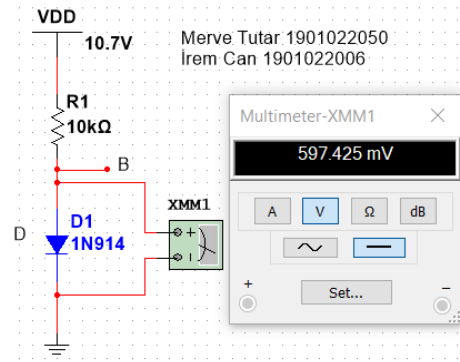 VDD
10.7V
Merve Tutar 1901022050
İrem Can 1901022006
R1
10kΩ
B
D
D1
1N914
XMM1
+
-
Multimeter-XMM1
597.425 mV
A
V
Ω
dB
+
Set...
-